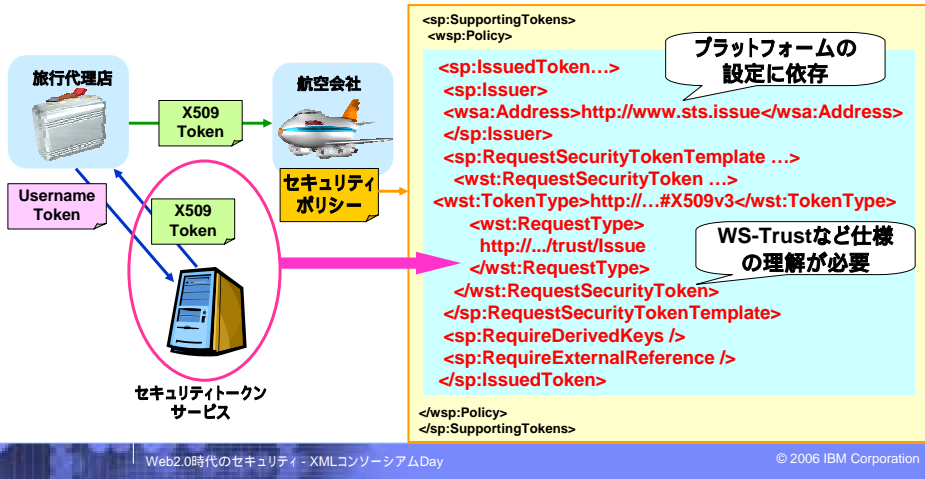 旅行代理店
X509
Token
航空会社
セキュリティ
ポリシー
Username
Token
X509
Token
セキュリティトークン
サービス
<sp:SupportingTokens>
<wsp:Policy>
プラットフォームの
設定に依存
<sp:IssuedToken…>
<sp:Issuer>
<wsa:Address>http://www.sts.issue</wsa:Address>
</sp:Issuer>
<sp:RequestSecurityTokenTemplate …>
<wst:RequestSecurityToken …>
<wst:TokenType>http://…#X509v3</wst:TokenType>
<wst:RequestType>
http://.../trust/Issue
</wst:RequestType>
WS-Trustなど仕様
の理解が必要
</wst:RequestSecurityToken>
</sp:RequestSecurityTokenTemplate>
<sp:RequireDerivedKeys />
<sp:RequireExternalReference />
</sp:IssuedToken>
</wsp:Policy>
</sp:SupportingTokens>
Web2.0時代のセキュリティ - XMLコンソーシアムDay
© 2006 IBM Corporation